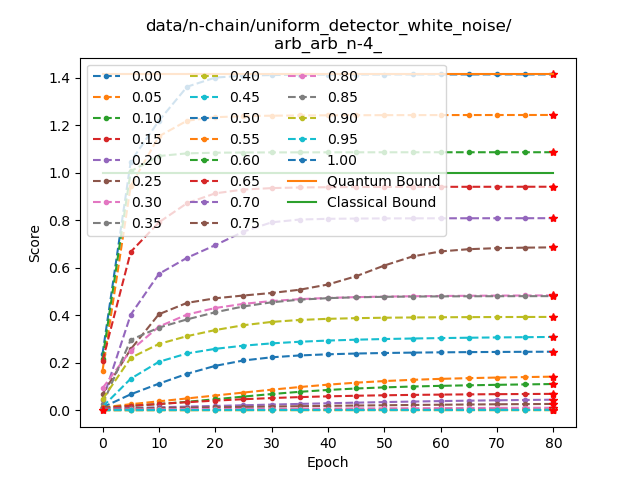 data/n-chain/uniform_detector_white_noise/
arb_arb_n-4_
Score
1.4
1.2
1.0
0.8
0.6
0.4
0.2
0.0
0.00 0.40 0.80
0.05 0.45 0.85
0.10 0.50 0.90
0.15 0.55 0.95
0.20 0.60 1.00
0.25 0.65 Quantum Bound
0.30 0.70 Classical Bound
0.35 0.75
0 10 20 30 40 50 60 70 80
Epoch